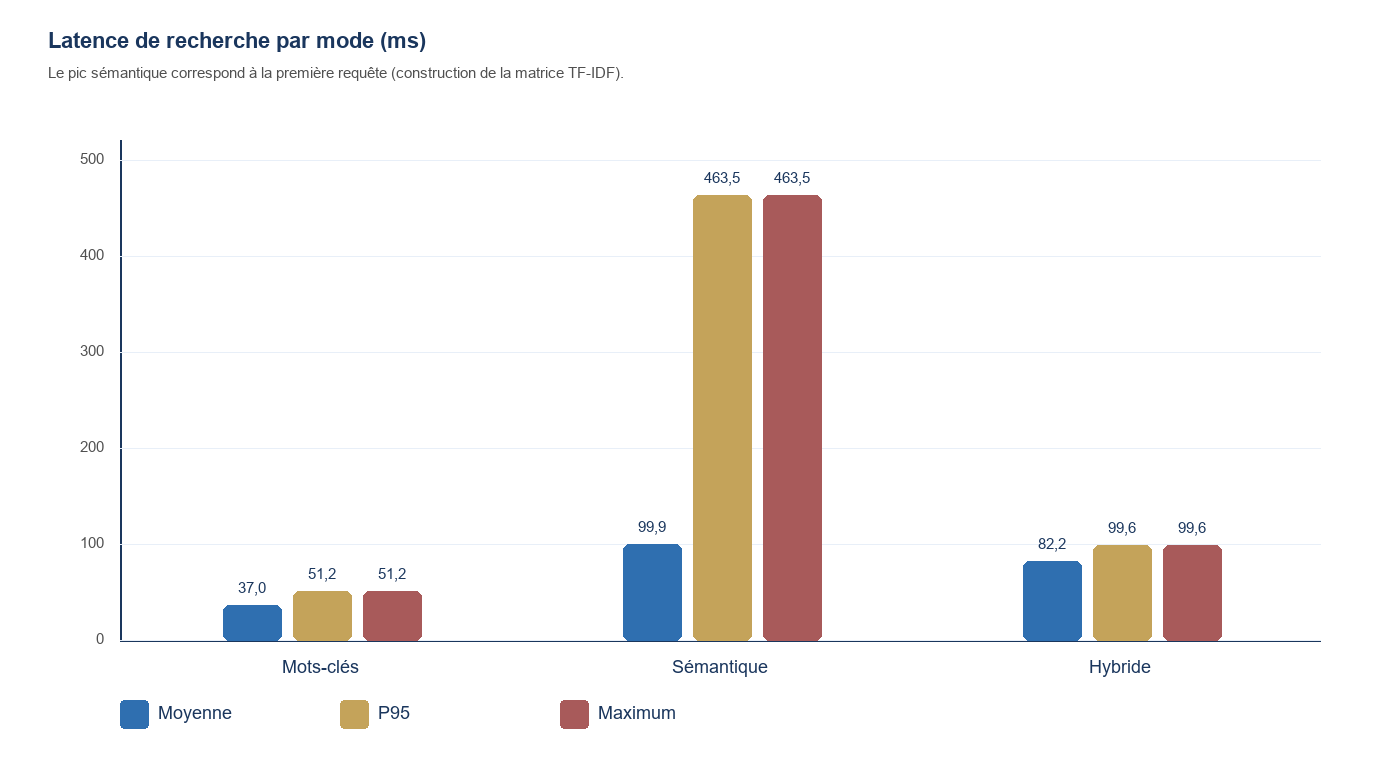 Latence de recherche par mode (ms)
Le pic sémantique correspond à la première requête (construction de la matrice TF-IDF).
500
400
300
200
100
0
37,0
51,2
51,2
99,9
463,5
463,5
82,2
99,6
99,6
Mots-clés
Sémantique
Hybride
Moyenne
P95
Maximum